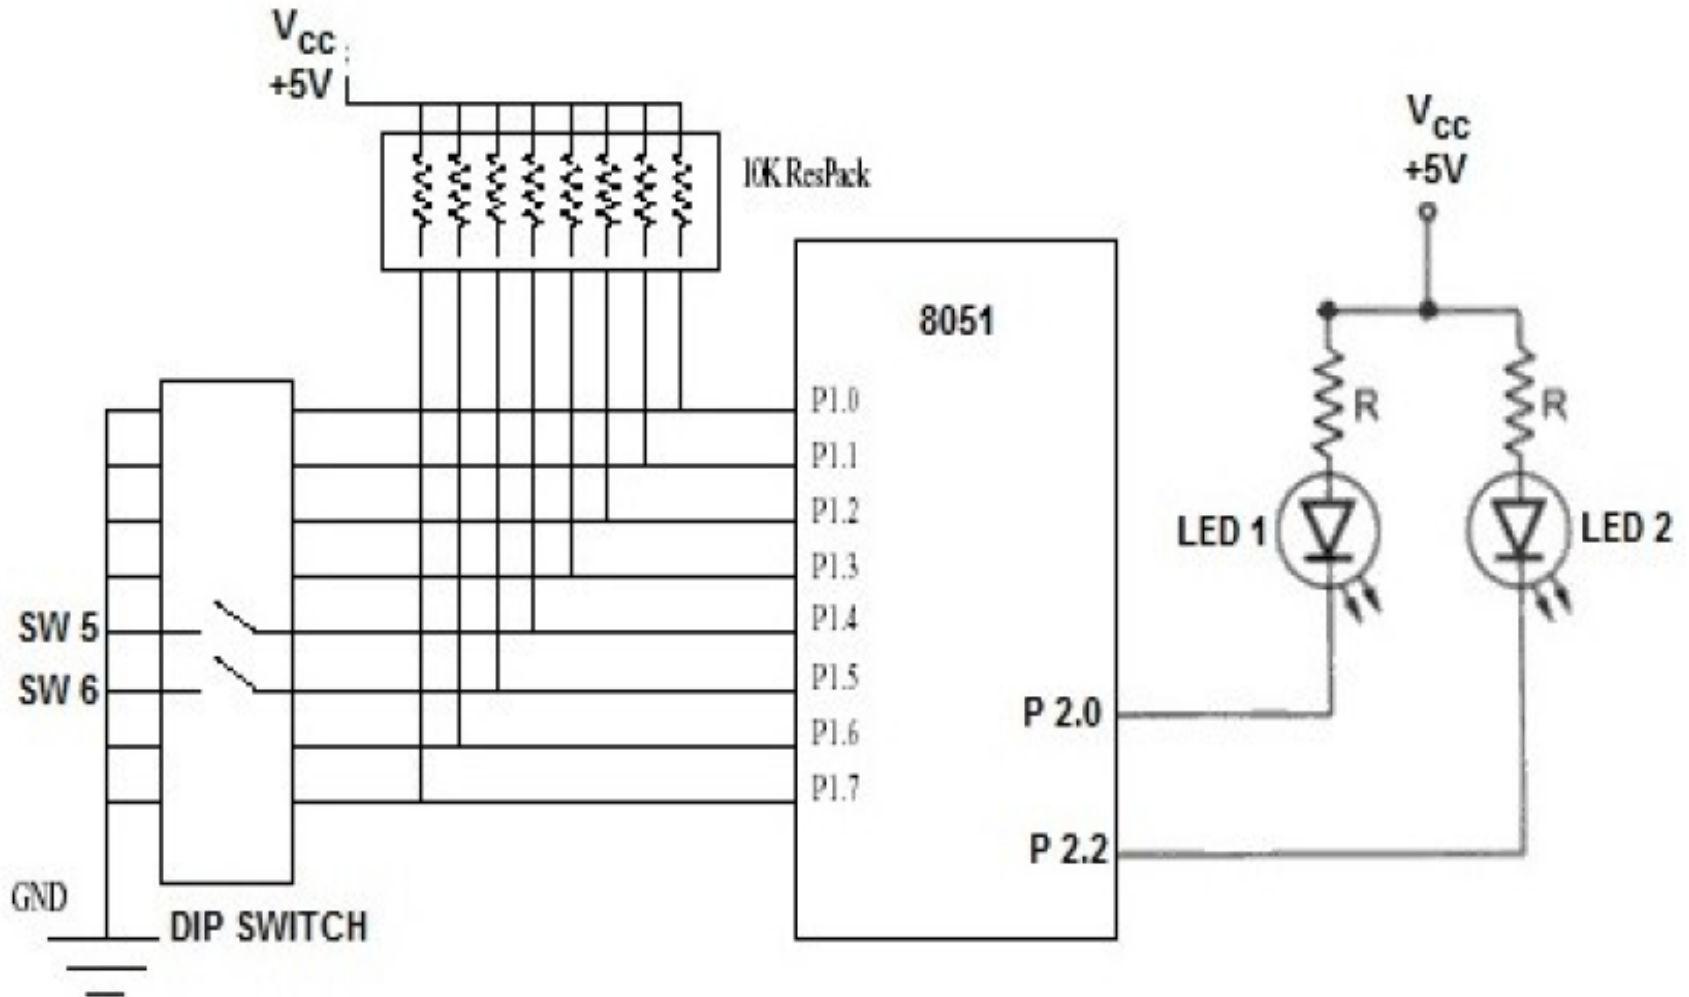 VCC
+5V
10K ResPack
VCC
+5V
8051
P1.0
P1.1
P1.2
P1.3
P1.4
P1.5
P1.6
P1.7
P 2.0
P 2.2
R
R
LED 1
LED 2
SW 5
SW 6
GND
DIP SWITCH